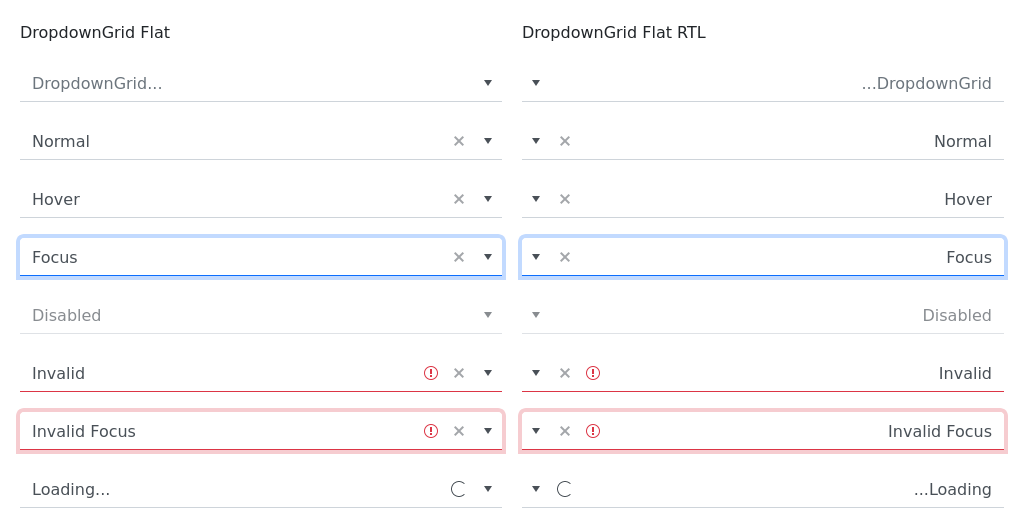 DropdownGrid Flat
DropdownGrid...
Normal
Hover
Focus
Disabled
Invalid
Invalid Focus
Loading...
DropdownGrid Flat RTL
...DropdownGrid
Normal
Hover
Focus
Disabled
Invalid
Invalid Focus
...Loading